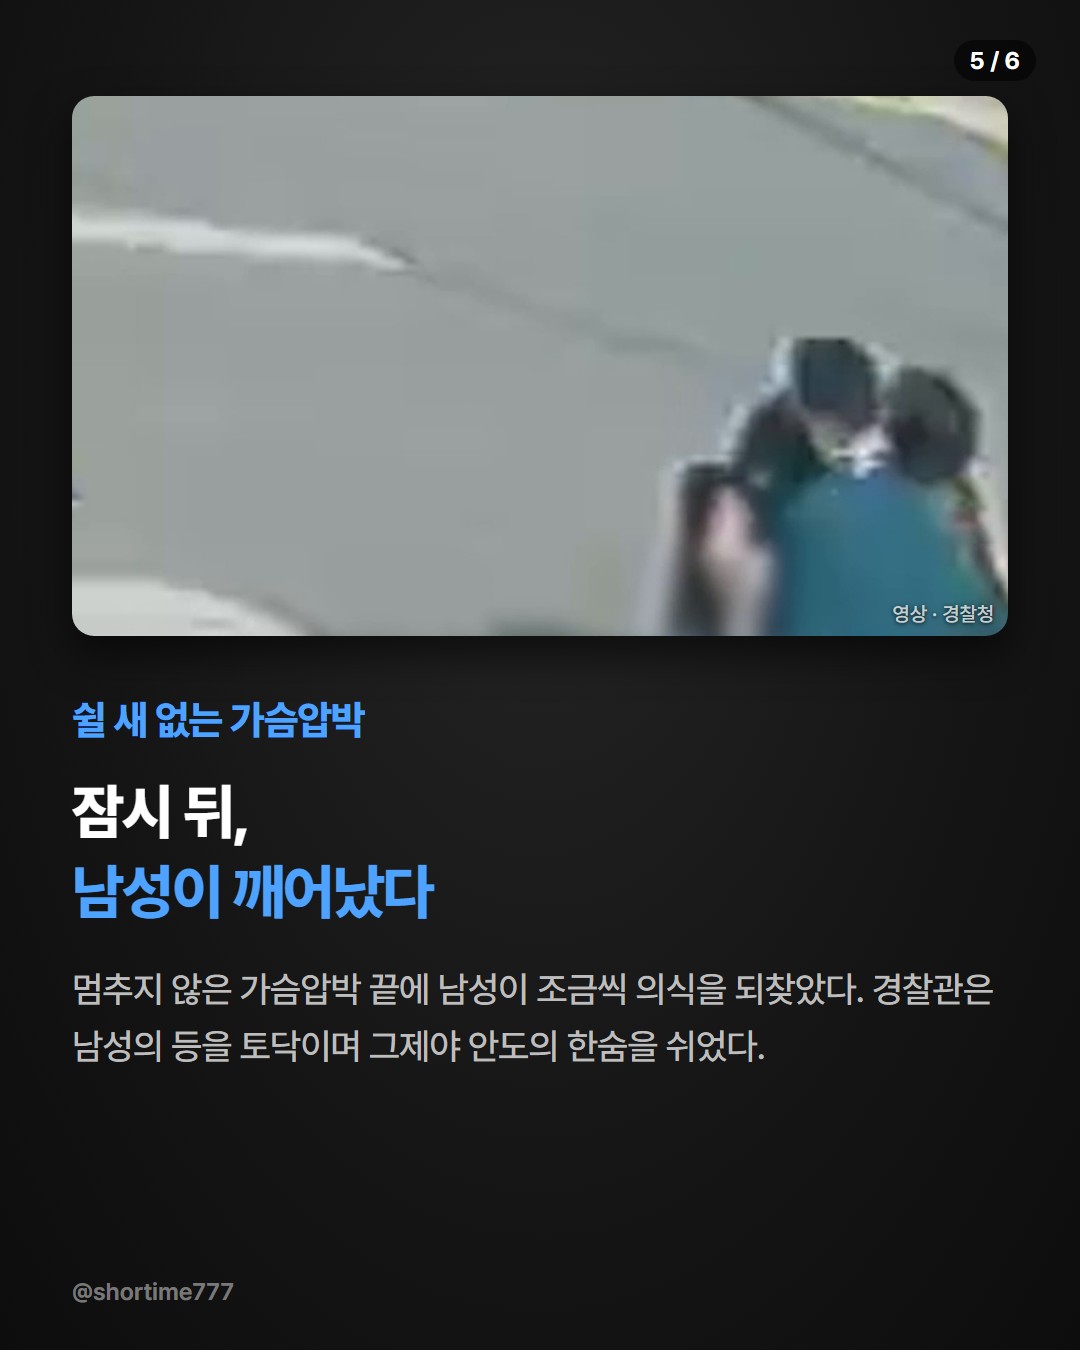 5 / 6
영상 · 경찰청
쉴 새 없는 가슴압박
잠시 뒤,
남성이 깨어났다
멈추지 않은 가슴압박 끝에 남성이 조금씩 의식을 되찾았다. 경찰관은
남성의 등을 토닥이며 그제야 안도의 한숨을 쉬었다.
@shortime777